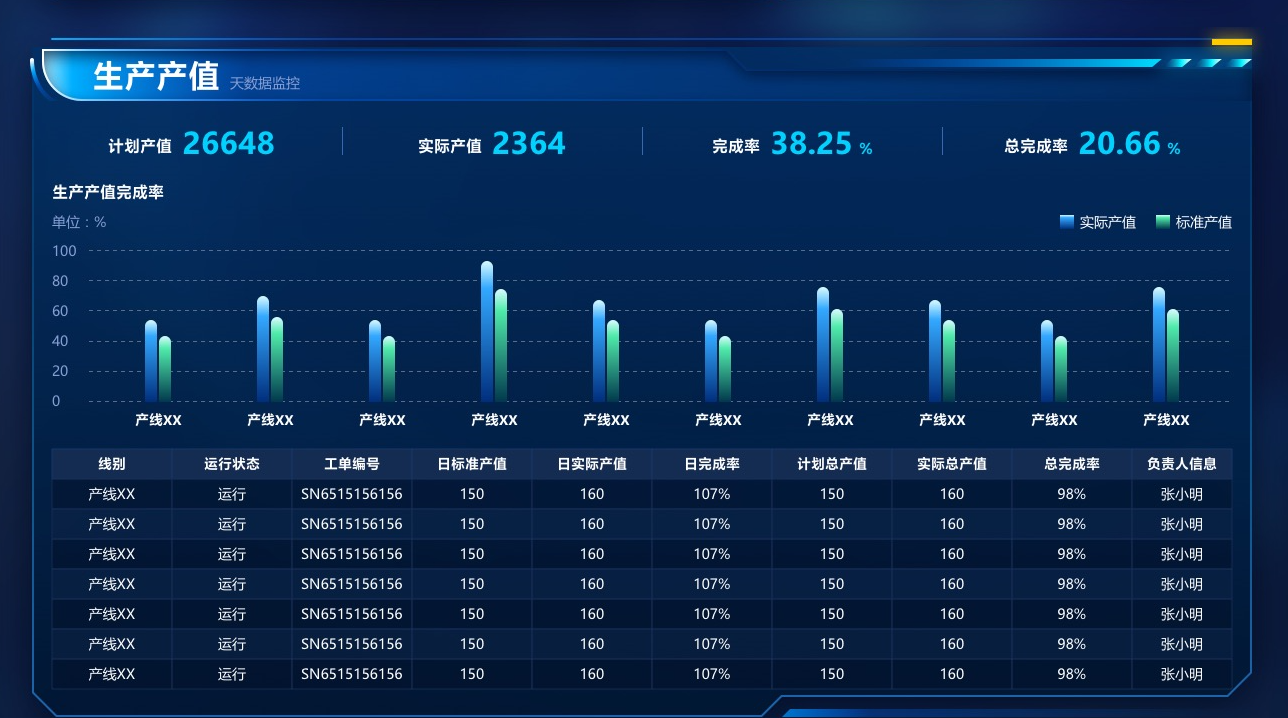 生产产值 天数据监控
计划产值 26648 实际产值 2364 完成率 38.25 % 总完成率 20.66 %
生产产值完成率
单位：%
实际产值 标准产值
100
80
60
40
20
0
产线XX 产线XX 产线XX 产线XX 产线XX 产线XX 产线XX 产线XX 产线XX 产线XX
线别 运行状态 工单编号 日标准产值 日实际产值 日完成率 计划总产值 实际总产值 总完成率 负责人信息
产线XX 运行 SN6515156156 150 160 107% 150 160 98% 张小明
产线XX 运行 SN6515156156 150 160 107% 150 160 98% 张小明
产线XX 运行 SN6515156156 150 160 107% 150 160 98% 张小明
产线XX 运行 SN6515156156 150 160 107% 150 160 98% 张小明
产线XX 运行 SN6515156156 150 160 107% 150 160 98% 张小明
产线XX 运行 SN6515156156 150 160 107% 150 160 98% 张小明
产线XX 运行 SN6515156156 150 160 107% 150 160 98% 张小明